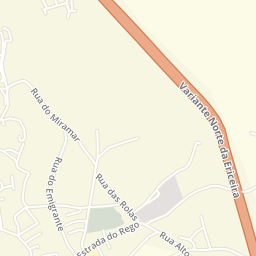 Variante Norte da Ericeira
Rua do Miramar
Rua do Emigrante
Rua das Rolas
Estrada do Rego
Rua Alto